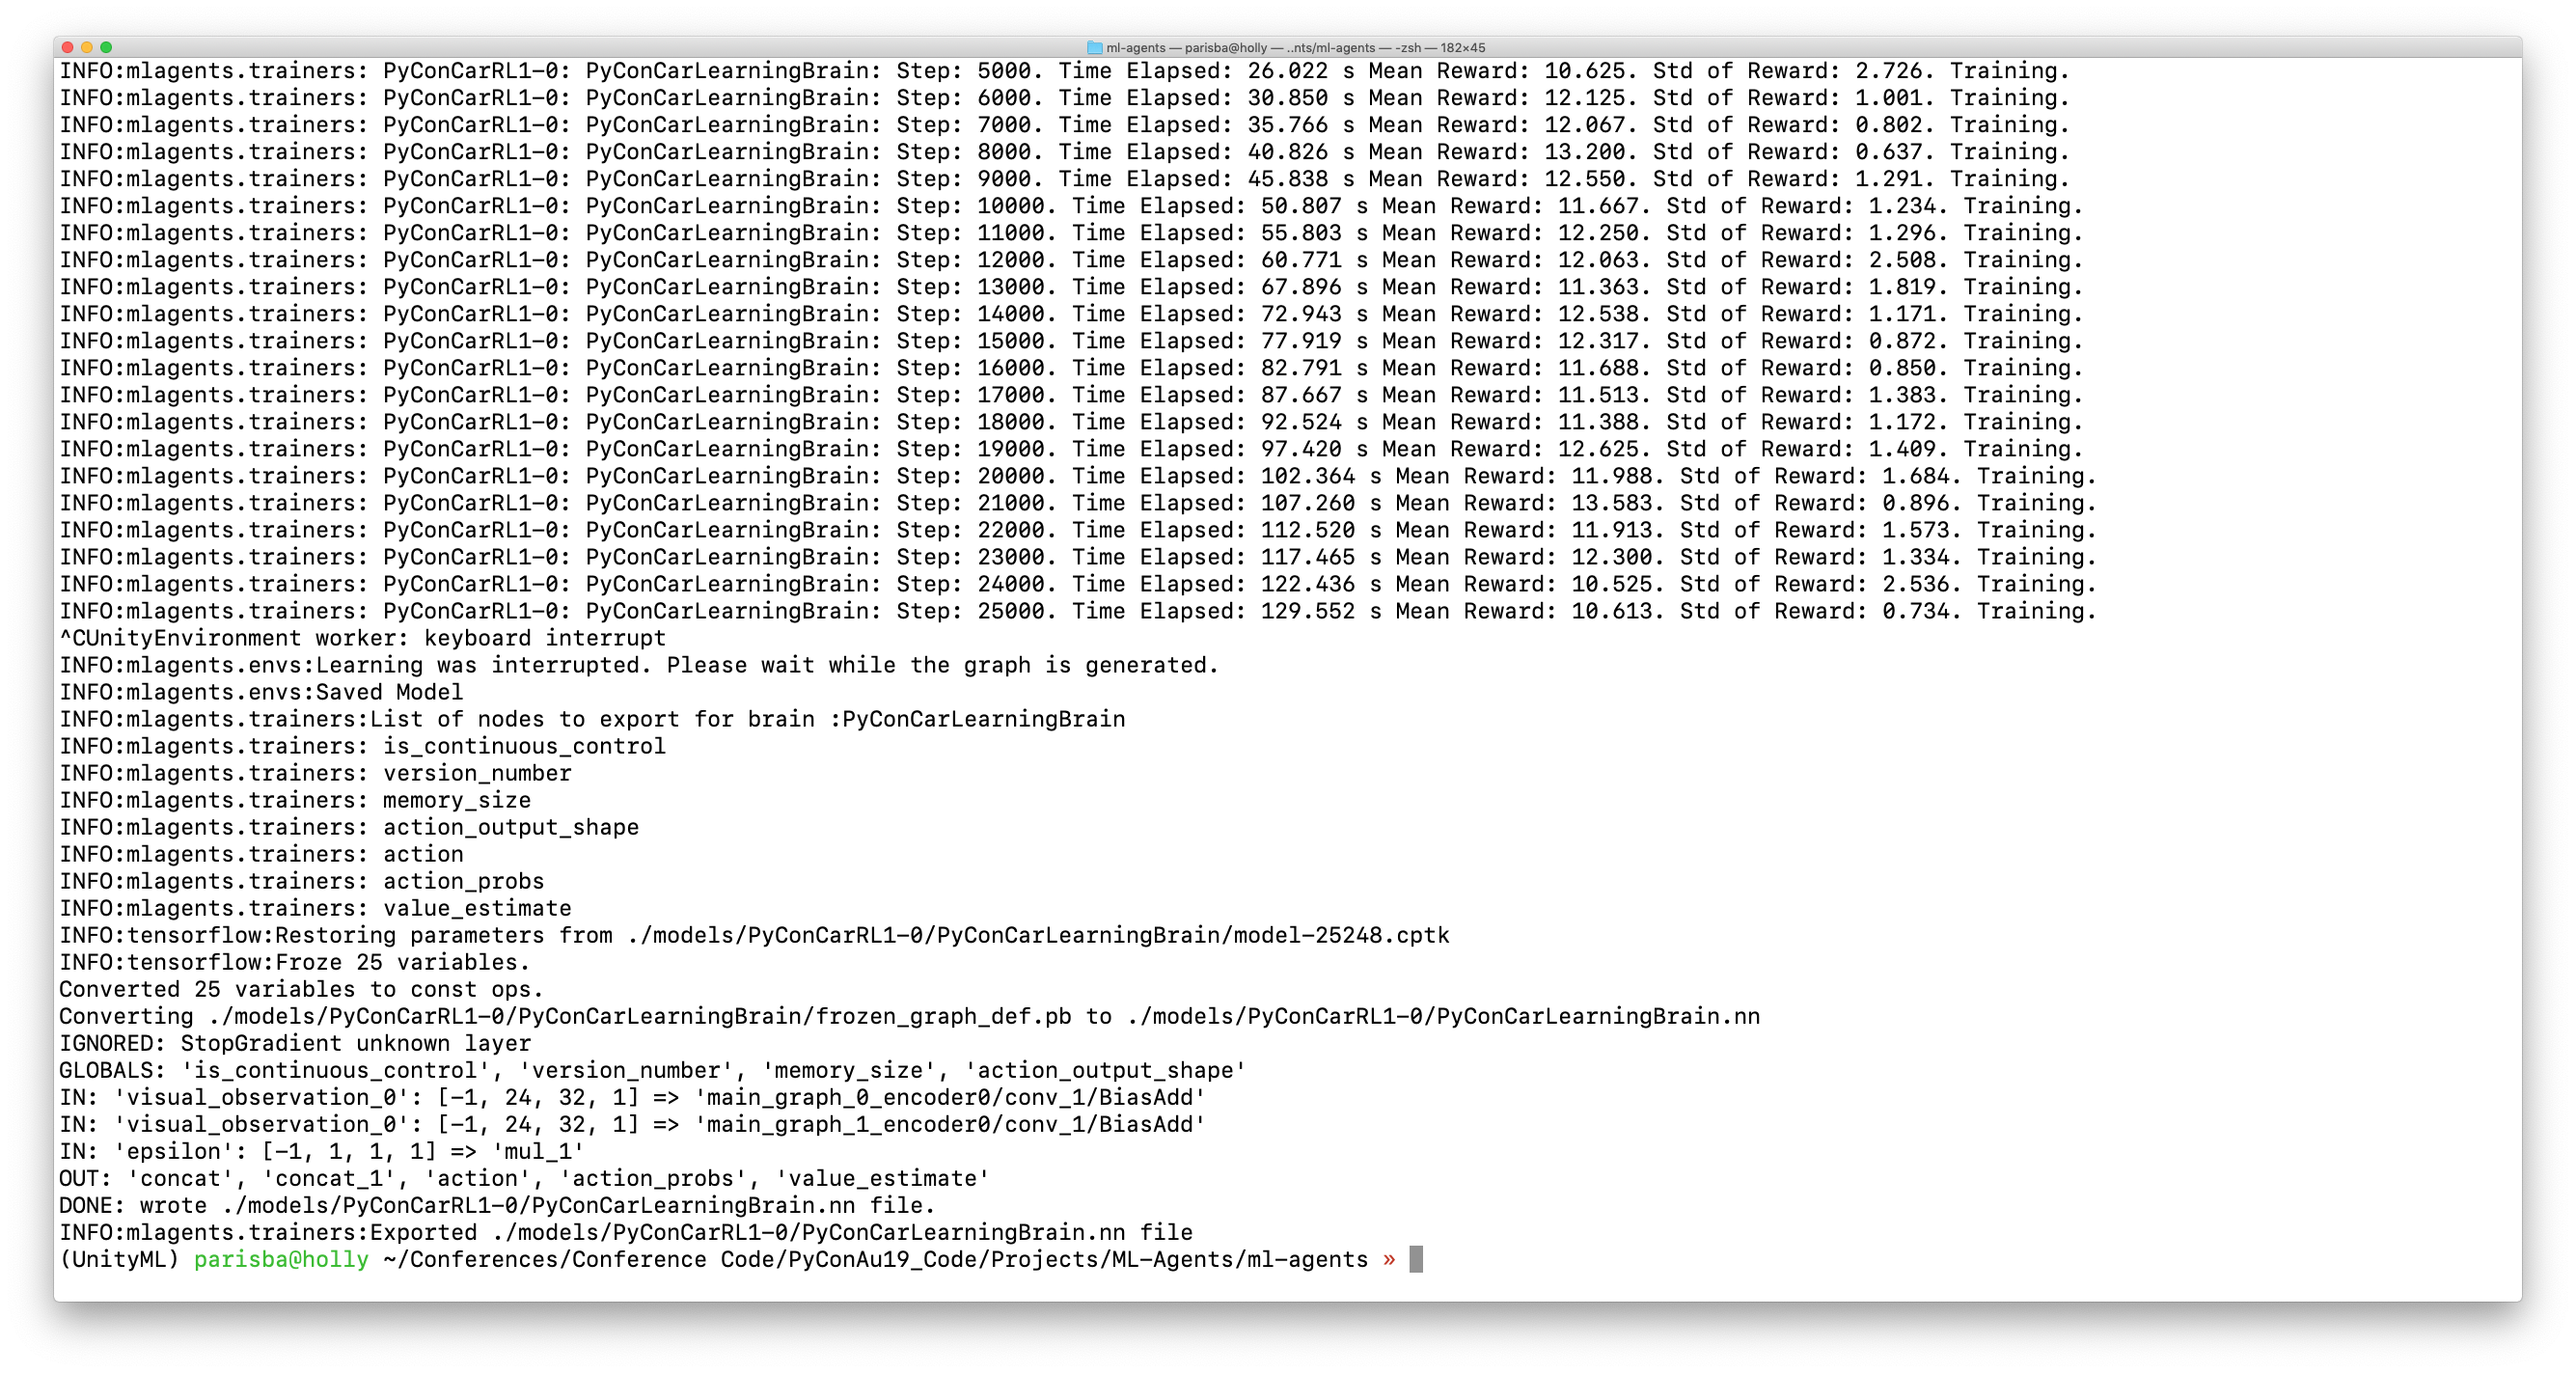 ml-agents — parisba@holly — ..nts/ml-agents — -zsh — 182×45
INFO:mlagents.trainers: PyConCarRL1-0: PyConCarLearningBrain: Step: 5000. Time Elapsed: 26.022 s Mean Reward: 10.625. Std of Reward: 2.726. Training.
INFO:mlagents.trainers: PyConCarRL1-0: PyConCarLearningBrain: Step: 6000. Time Elapsed: 30.850 s Mean Reward: 12.125. Std of Reward: 1.001. Training.
INFO:mlagents.trainers: PyConCarRL1-0: PyConCarLearningBrain: Step: 7000. Time Elapsed: 35.766 s Mean Reward: 12.067. Std of Reward: 0.802. Training.
INFO:mlagents.trainers: PyConCarRL1-0: PyConCarLearningBrain: Step: 8000. Time Elapsed: 40.826 s Mean Reward: 13.200. Std of Reward: 0.637. Training.
INFO:mlagents.trainers: PyConCarRL1-0: PyConCarLearningBrain: Step: 9000. Time Elapsed: 45.838 s Mean Reward: 12.550. Std of Reward: 1.291. Training.
INFO:mlagents.trainers: PyConCarRL1-0: PyConCarLearningBrain: Step: 10000. Time Elapsed: 50.807 s Mean Reward: 11.667. Std of Reward: 1.234. Training.
INFO:mlagents.trainers: PyConCarRL1-0: PyConCarLearningBrain: Step: 11000. Time Elapsed: 55.803 s Mean Reward: 12.250. Std of Reward: 1.296. Training.
INFO:mlagents.trainers: PyConCarRL1-0: PyConCarLearningBrain: Step: 12000. Time Elapsed: 60.771 s Mean Reward: 12.063. Std of Reward: 2.508. Training.
INFO:mlagents.trainers: PyConCarRL1-0: PyConCarLearningBrain: Step: 13000. Time Elapsed: 67.896 s Mean Reward: 11.363. Std of Reward: 1.819. Training.
INFO:mlagents.trainers: PyConCarRL1-0: PyConCarLearningBrain: Step: 14000. Time Elapsed: 72.943 s Mean Reward: 12.538. Std of Reward: 1.171. Training.
INFO:mlagents.trainers: PyConCarRL1-0: PyConCarLearningBrain: Step: 15000. Time Elapsed: 77.919 s Mean Reward: 12.317. Std of Reward: 0.872. Training.
INFO:mlagents.trainers: PyConCarRL1-0: PyConCarLearningBrain: Step: 16000. Time Elapsed: 82.791 s Mean Reward: 11.688. Std of Reward: 0.850. Training.
INFO:mlagents.trainers: PyConCarRL1-0: PyConCarLearningBrain: Step: 17000. Time Elapsed: 87.667 s Mean Reward: 11.513. Std of Reward: 1.383. Training.
INFO:mlagents.trainers: PyConCarRL1-0: PyConCarLearningBrain: Step: 18000. Time Elapsed: 92.524 s Mean Reward: 11.388. Std of Reward: 1.172. Training.
INFO:mlagents.trainers: PyConCarRL1-0: PyConCarLearningBrain: Step: 19000. Time Elapsed: 97.420 s Mean Reward: 12.625. Std of Reward: 1.409. Training.
INFO:mlagents.trainers: PyConCarRL1-0: PyConCarLearningBrain: Step: 20000. Time Elapsed: 102.364 s Mean Reward: 11.988. Std of Reward: 1.684. Training.
INFO:mlagents.trainers: PyConCarRL1-0: PyConCarLearningBrain: Step: 21000. Time Elapsed: 107.260 s Mean Reward: 13.583. Std of Reward: 0.896. Training.
INFO:mlagents.trainers: PyConCarRL1-0: PyConCarLearningBrain: Step: 22000. Time Elapsed: 112.520 s Mean Reward: 11.913. Std of Reward: 1.573. Training.
INFO:mlagents.trainers: PyConCarRL1-0: PyConCarLearningBrain: Step: 23000. Time Elapsed: 117.465 s Mean Reward: 12.300. Std of Reward: 1.334. Training.
INFO:mlagents.trainers: PyConCarRL1-0: PyConCarLearningBrain: Step: 24000. Time Elapsed: 122.436 s Mean Reward: 10.525. Std of Reward: 2.536. Training.
INFO:mlagents.trainers: PyConCarRL1-0: PyConCarLearningBrain: Step: 25000. Time Elapsed: 129.552 s Mean Reward: 10.613. Std of Reward: 0.734. Training.
^CUnityEnvironment worker: keyboard interrupt
INFO:mlagents.envs:Learning was interrupted. Please wait while the graph is generated.
INFO:mlagents.envs:Saved Model
INFO:mlagents.trainers:List of nodes to export for brain :PyConCarLearningBrain
INFO:mlagents.trainers: is_continuous_control
INFO:mlagents.trainers: version_number
INFO:mlagents.trainers: memory_size
INFO:mlagents.trainers: action_output_shape
INFO:mlagents.trainers: action
INFO:mlagents.trainers: action_probs
INFO:mlagents.trainers: value_estimate
INFO:tensorflow:Restoring parameters from ./models/PyConCarRL1-0/PyConCarLearningBrain/model-25248.cptk
INFO:tensorflow:Froze 25 variables.
Converted 25 variables to const ops.
Converting ./models/PyConCarRL1-0/PyConCarLearningBrain/frozen_graph_def.pb to ./models/PyConCarRL1-0/PyConCarLearningBrain.nn
IGNORED: StopGradient unknown layer
GLOBALS: 'is_continuous_control', 'version_number', 'memory_size', 'action_output_shape'
IN: 'visual_observation_0': [-1, 24, 32, 1] => 'main_graph_0_encoder0/conv_1/BiasAdd'
IN: 'visual_observation_0': [-1, 24, 32, 1] => 'main_graph_1_encoder0/conv_1/BiasAdd'
IN: 'epsilon': [-1, 1, 1, 1] => 'mul_1'
OUT: 'concat', 'concat_1', 'action', 'action_probs', 'value_estimate'
DONE: wrote ./models/PyConCarRL1-0/PyConCarLearningBrain.nn file.
INFO:mlagents.trainers:Exported ./models/PyConCarRL1-0/PyConCarLearningBrain.nn file
(UnityML) parisba@holly ~/Conferences/Conference Code/PyConAu19_Code/Projects/ML-Agents/ml-agents »